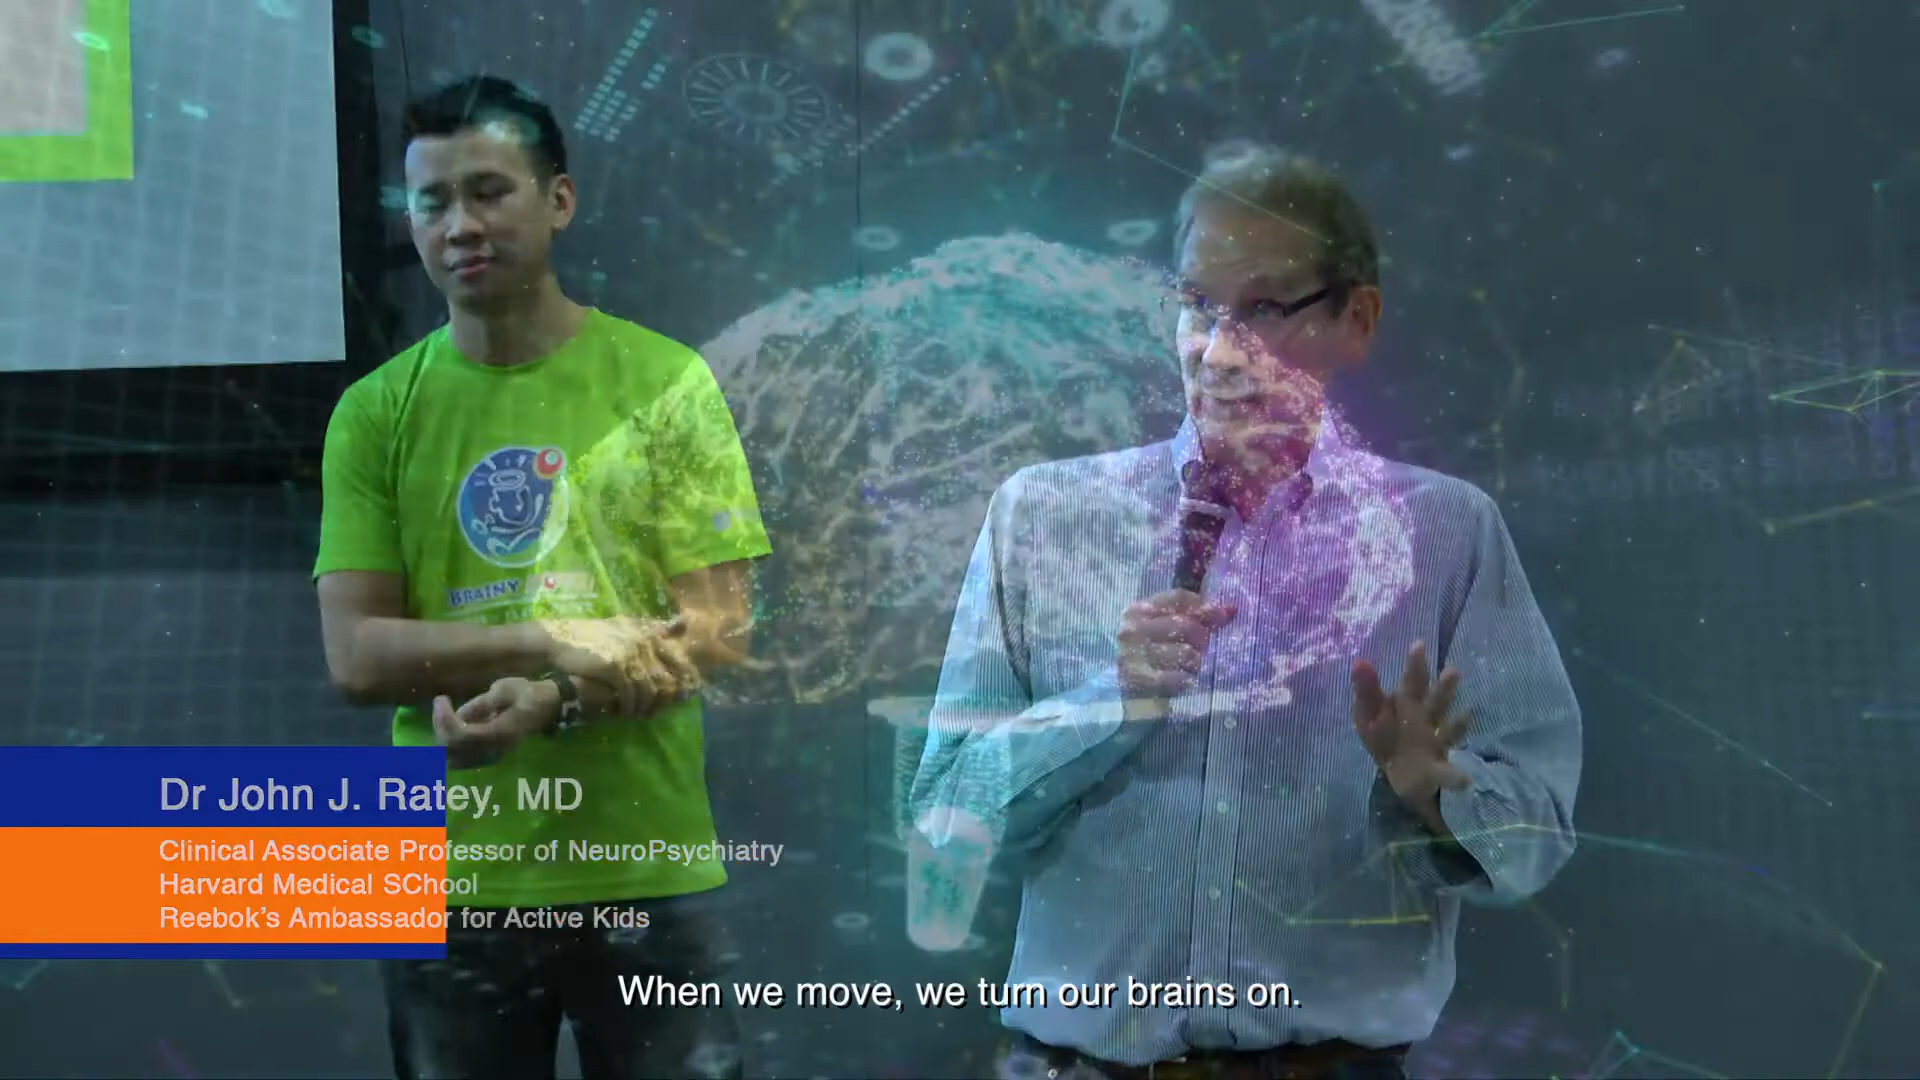 BRAINY
Dr John J. Ratey, MD
Clinical Associate Professor of NeuroPsychiatry
Harvard Medical SChool
Reebok’s Ambassador for Active Kids
When we move, we turn our brains on.